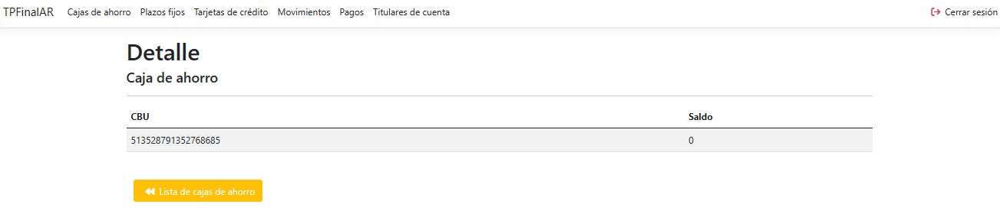 TPFinalAR Cajas de ahorro Plazos fijos Tarjetas de crédito Movimientos Pagos Titulares de cuenta Cerrar sesión
Detalle
Caja de ahorro
CBU Saldo
513528791352768685 0
Lista de cajas de ahorro